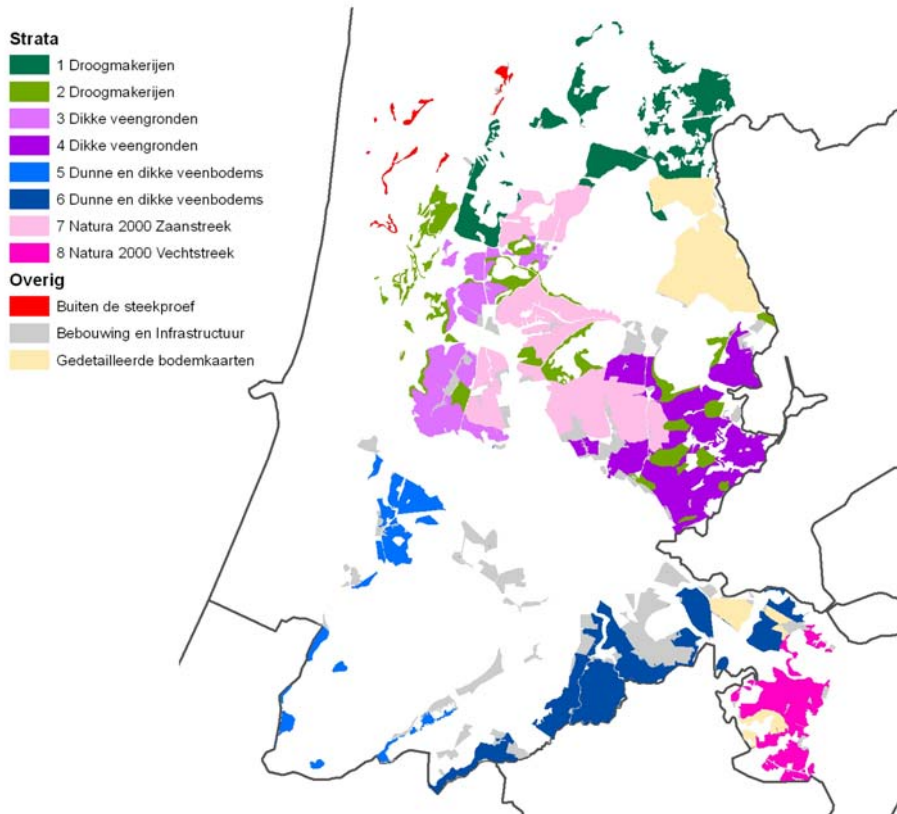 Strata
1 Droogmakerijen
2 Droogmakerijen
3 Dikke veengronden
4 Dikke veengronden
5 Dunne en dikke veenbodems
6 Dunne en dikke veenbodems
7 Natura 2000 Zaanstreek
8 Natura 2000 Vechtstreek
Overig
Buiten de steekproef
Bebouwing en Infrastructuur
Gedetailleerde bodemkaarten